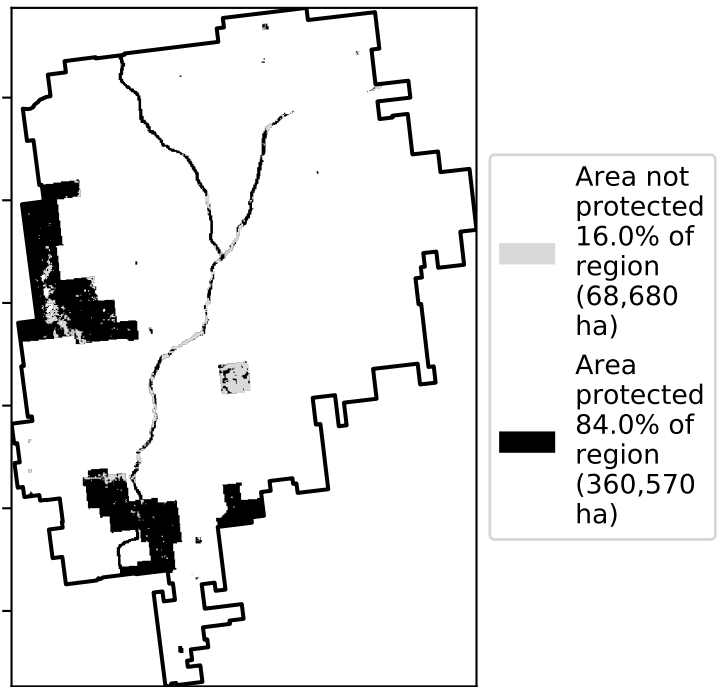 Area not
protected
16.0% of
region
(68,680
ha)
Area
protected
84.0% of
region
(360,570
ha)